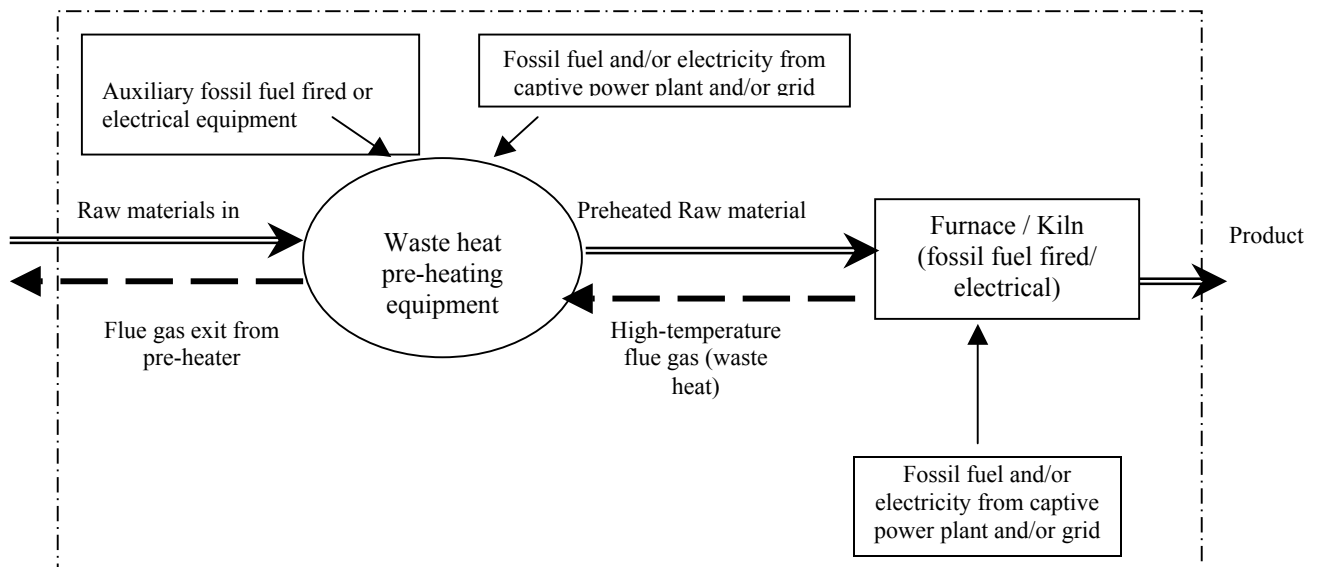 Auxiliary fossil fuel fired or
electrical equipment
Fossil fuel and/or electricity from
captive power plant and/or grid
Raw materials in
Waste heat
pre-heating
equipment
Flue gas exit from
pre-heater
Preheated Raw material
High-temperature
flue gas (waste
heat)
Furnace / Kiln
(fossil fuel fired/
electrical)
Product
Fossil fuel and/or
electricity from captive
power plant and/or grid